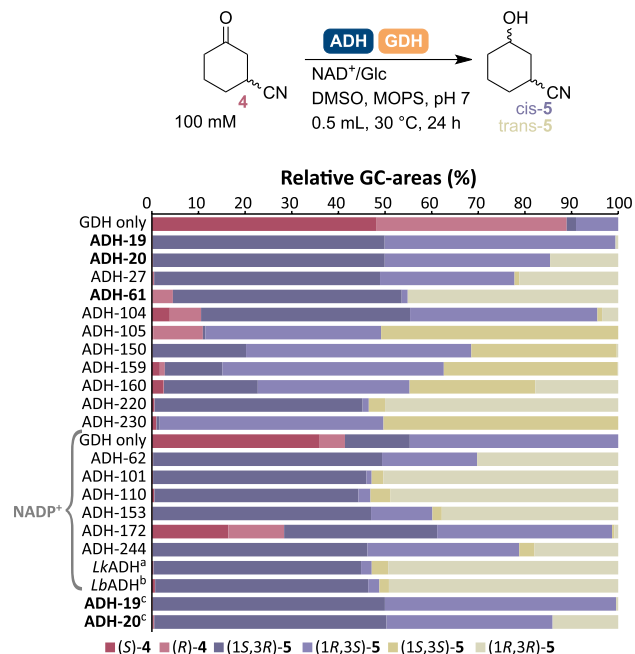 O
OH
ADH GDH
NAD+/Glc
CN
4
CN
DMSO, MOPS, pH 7
cis-5
100 mM
0.5 mL, 30 °C, 24 h
trans-5
Relative GC-areas (%)
0 10 20 30 40 50 60 70 80 90 100
GDH only
ADH-19
ADH-20
ADH-27
ADH-61
ADH-104
ADH-105
ADH-150
ADH-159
ADH-160
ADH-220
ADH-230
GDH only
ADH-62
ADH-101
ADH-110
NADP+
ADH-153
ADH-172
ADH-244
LkADHᵃ
LbADHᵇ
ADH-19ᶜ
ADH-20ᶜ
(S)-4 (R)-4 (1S,3R)-5 (1R,3S)-5 (1S,3S)-5 (1R,3R)-5